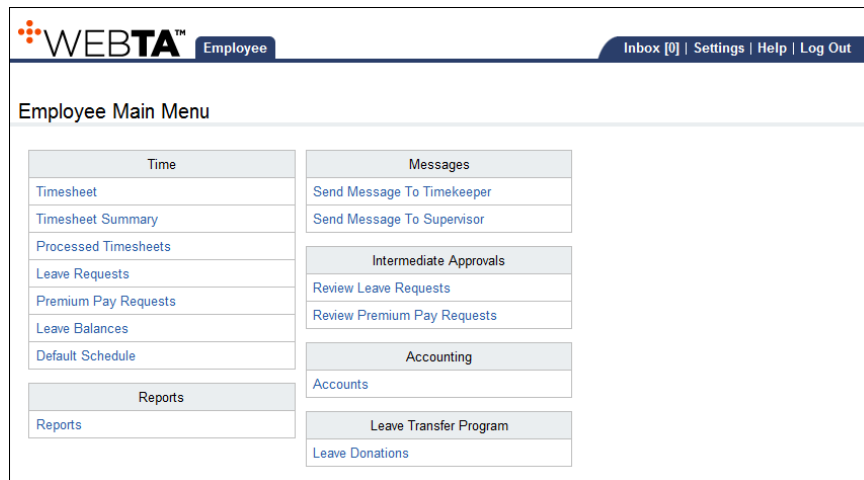 WEBTA™ Employee
Inbox [0] | Settings | Help | Log Out
Employee Main Menu
Time
Timesheet
Timesheet Summary
Processed Timesheets
Leave Requests
Premium Pay Requests
Leave Balances
Default Schedule
Reports
Reports
Messages
Send Message To Timekeeper
Send Message To Supervisor
Intermediate Approvals
Review Leave Requests
Review Premium Pay Requests
Accounting
Accounts
Leave Transfer Program
Leave Donations